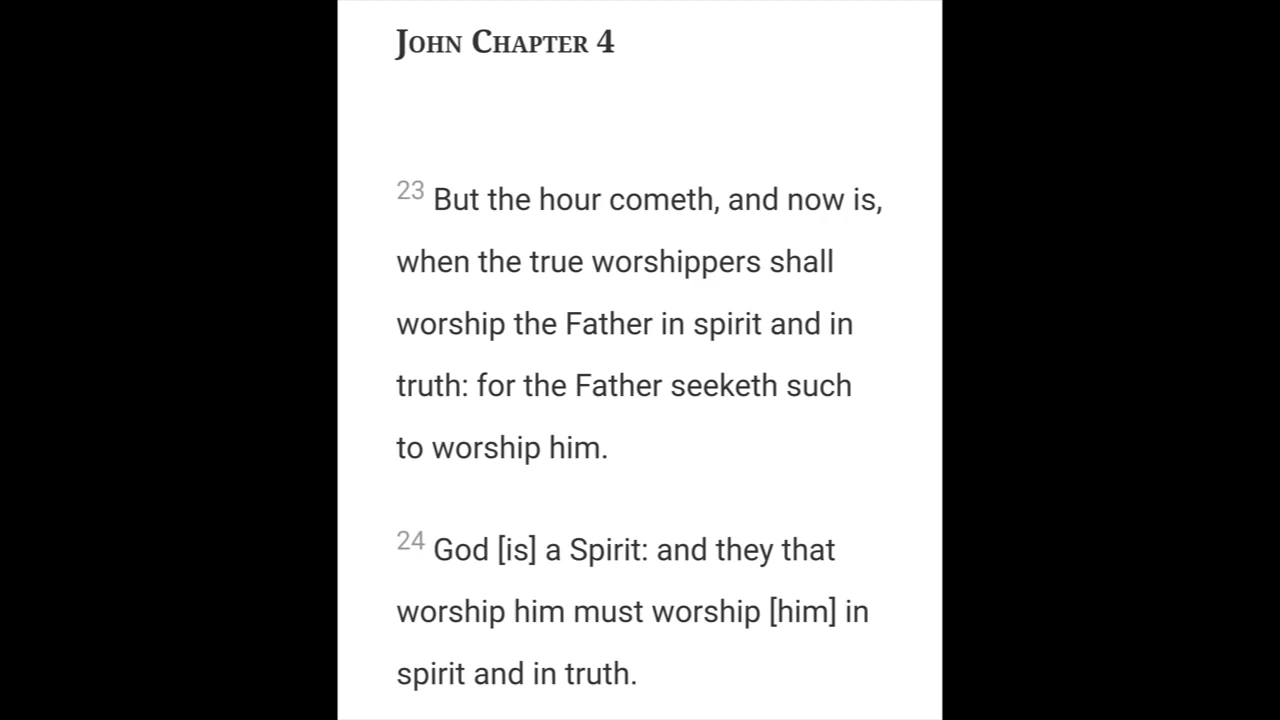 John Chapter 4
23 But the hour cometh, and now is,
when the true worshippers shall
worship the Father in spirit and in
truth: for the Father seeketh such
to worship him.
24 God [is] a Spirit: and they that
worship him must worship [him] in
spirit and in truth.